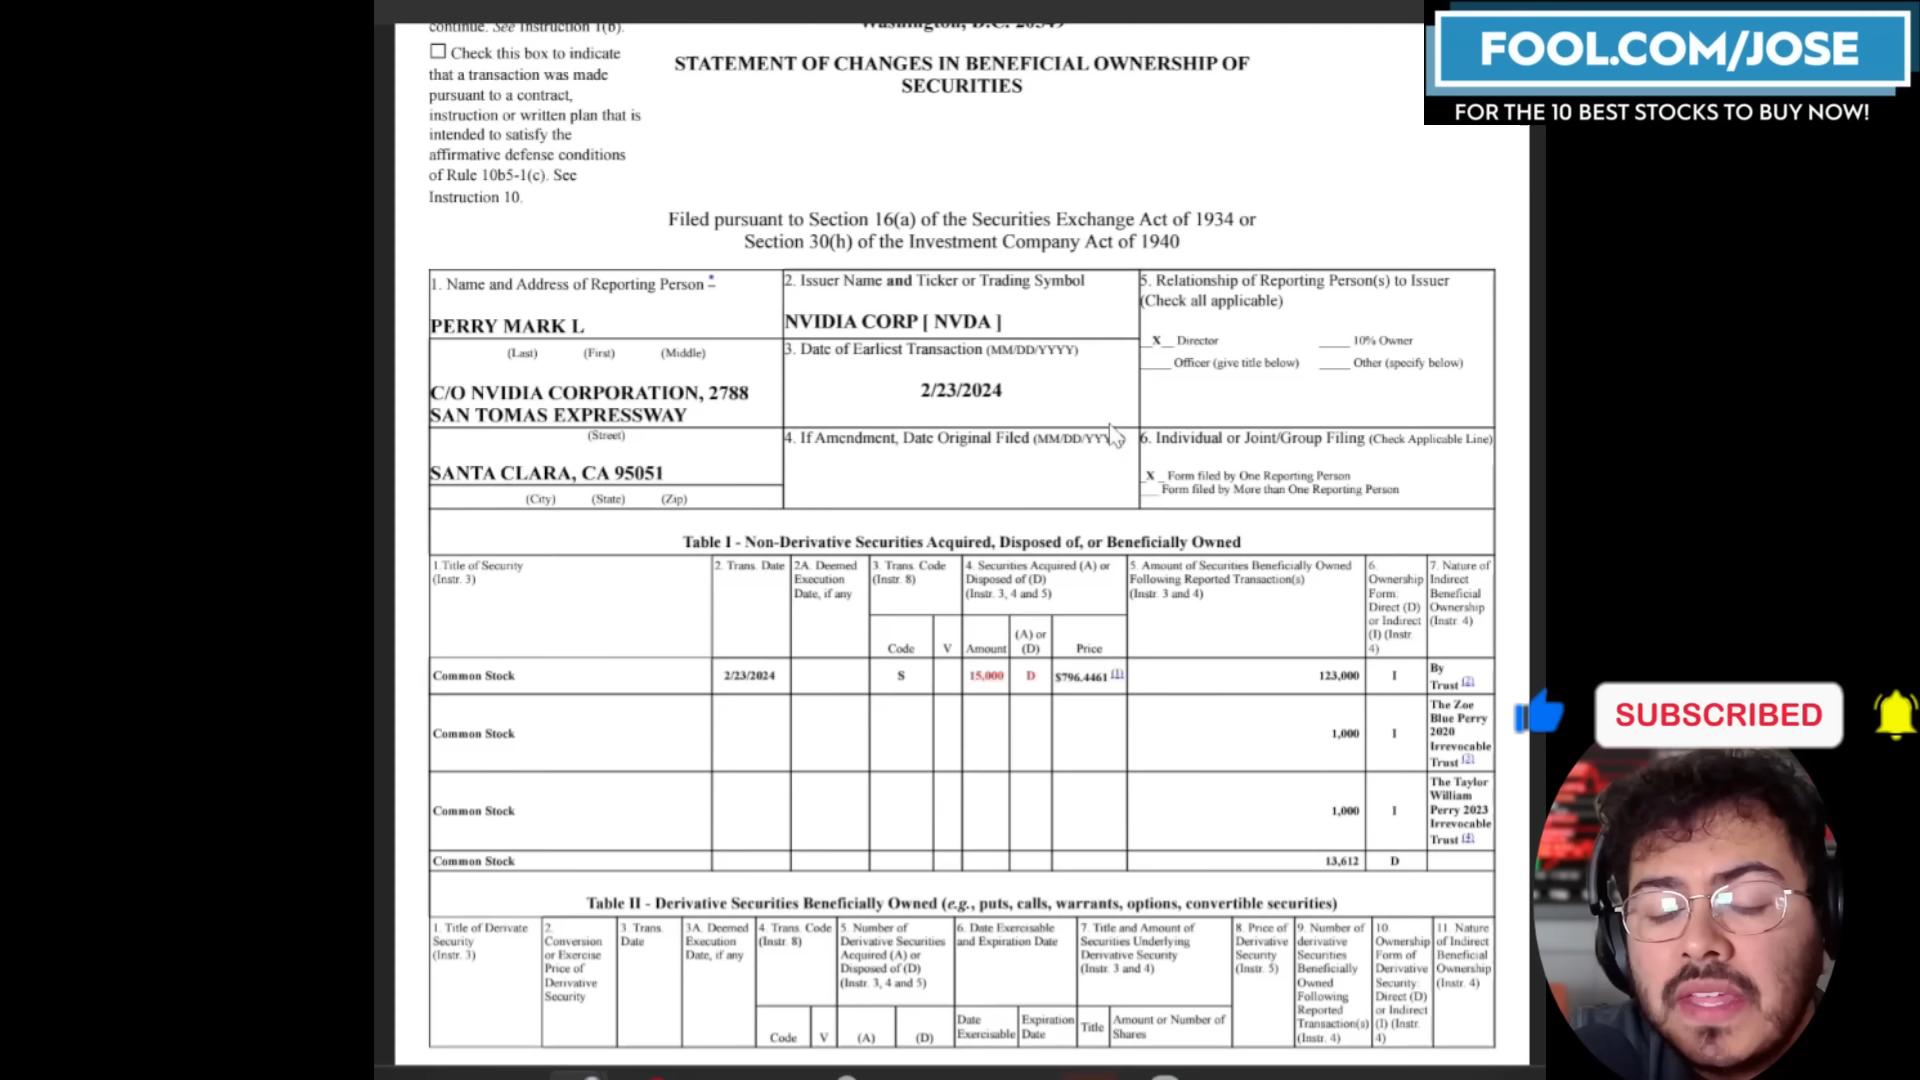 continue. See Instruction 1(b).
Washington, D.C. 20549
☐ Check this box to indicate
that a transaction was made
pursuant to a contract,
instruction or written plan that is
intended to satisfy the
affirmative defense conditions
of Rule 10b5-1(c). See
Instruction 10.
STATEMENT OF CHANGES IN BENEFICIAL OWNERSHIP OF
SECURITIES
FOOL.COM/JOSE
FOR THE 10 BEST STOCKS TO BUY NOW!
Filed pursuant to Section 16(a) of the Securities Exchange Act of 1934 or
Section 30(h) of the Investment Company Act of 1940
1. Name and Address of Reporting Person *
PERRY MARK L
(Last) (First) (Middle)
C/O NVIDIA CORPORATION, 2788
SAN TOMAS EXPRESSWAY
(Street)
SANTA CLARA, CA 95051
(City) (State) (Zip)
2. Issuer Name and Ticker or Trading Symbol
NVIDIA CORP [ NVDA ]
3. Date of Earliest Transaction (MM/DD/YYYY)
2/23/2024
4. If Amendment, Date Original Filed (MM/DD/YYYY)
5. Relationship of Reporting Person(s) to Issuer
(Check all applicable)
__X__ Director _____ 10% Owner
_____ Officer (give title below) _____ Other (specify below)
6. Individual or Joint/Group Filing (Check Applicable Line)
_X _ Form filed by One Reporting Person
___ Form filed by More than One Reporting Person
Table I - Non-Derivative Securities Acquired, Disposed of, or Beneficially Owned
1.Title of Security
(Instr. 3)
2. Trans. Date
2A. Deemed
Execution
Date, if any
3. Trans. Code
(Instr. 8)
4. Securities Acquired (A) or
Disposed of (D)
(Instr. 3, 4 and 5)
5. Amount of Securities Beneficially Owned
Following Reported Transaction(s)
(Instr. 3 and 4)
6.
Ownership
Form:
Direct (D)
or Indirect
(I) (Instr.
4)
7. Nature of
Indirect
Beneficial
Ownership
(Instr. 4)
Code V Amount (A) or (D) Price
Common Stock 2/23/2024 S 15,000 D $796.4461 (1) 123,000 I By
Trust (2)
Common Stock 1,000 I The Zoe
Blue Perry
2020
Irrevocable
Trust (3)
Common Stock 1,000 I The Taylor
William
Perry 2023
Irrevocable
Trust (4)
Common Stock 13,612 D
SUBSCRIBED
Table II - Derivative Securities Beneficially Owned (e.g., puts, calls, warrants, options, convertible securities)
1. Title of Derivate
Security
(Instr. 3)
2.
Conversion
or Exercise
Price of
Derivative
Security
3. Trans.
Date
3A. Deemed
Execution
Date, if any
4. Trans. Code
(Instr. 8)
5. Number of
Derivative Securities
Acquired (A) or
Disposed of (D)
(Instr. 3, 4 and 5)
6. Date Exercisable
and Expiration Date
7. Title and Amount of
Securities Underlying
Derivative Security
(Instr. 3 and 4)
8. Price of
Derivative
Security
(Instr. 5)
9. Number of
derivative
Securities
Beneficially
Owned
Following
Reported
Transaction(s)
(Instr. 4)
10.
Ownership
Form of
Derivative
Security:
Direct (D)
or Indirect
(I) (Instr.
4)
11. Nature
of Indirect
Beneficial
Ownership
(Instr. 4)
Code V (A) (D)
Date
Exercisable
Expiration
Date
Title
Amount or Number of
Shares